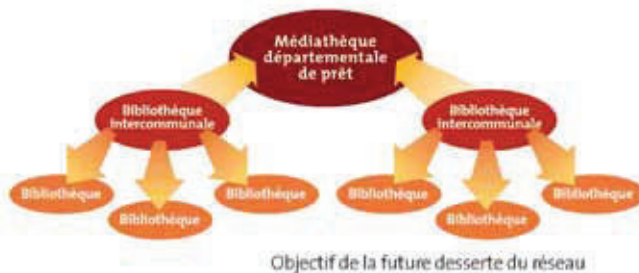 Médiathèque
départementale
de prêt
Bibliothèque
intercommunale
Bibliothèque
intercommunale
Bibliothèque
Bibliothèque
Bibliothèque
Bibliothèque
Bibliothèque
Bibliothèque
Objectif de la future desserte du réseau